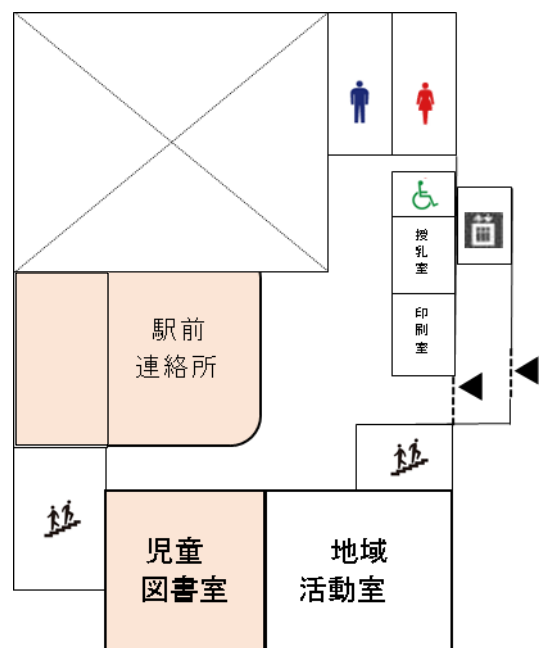 授
乳
室
印
刷
室
駅前
連絡所
児童
図書室
地域
活動室